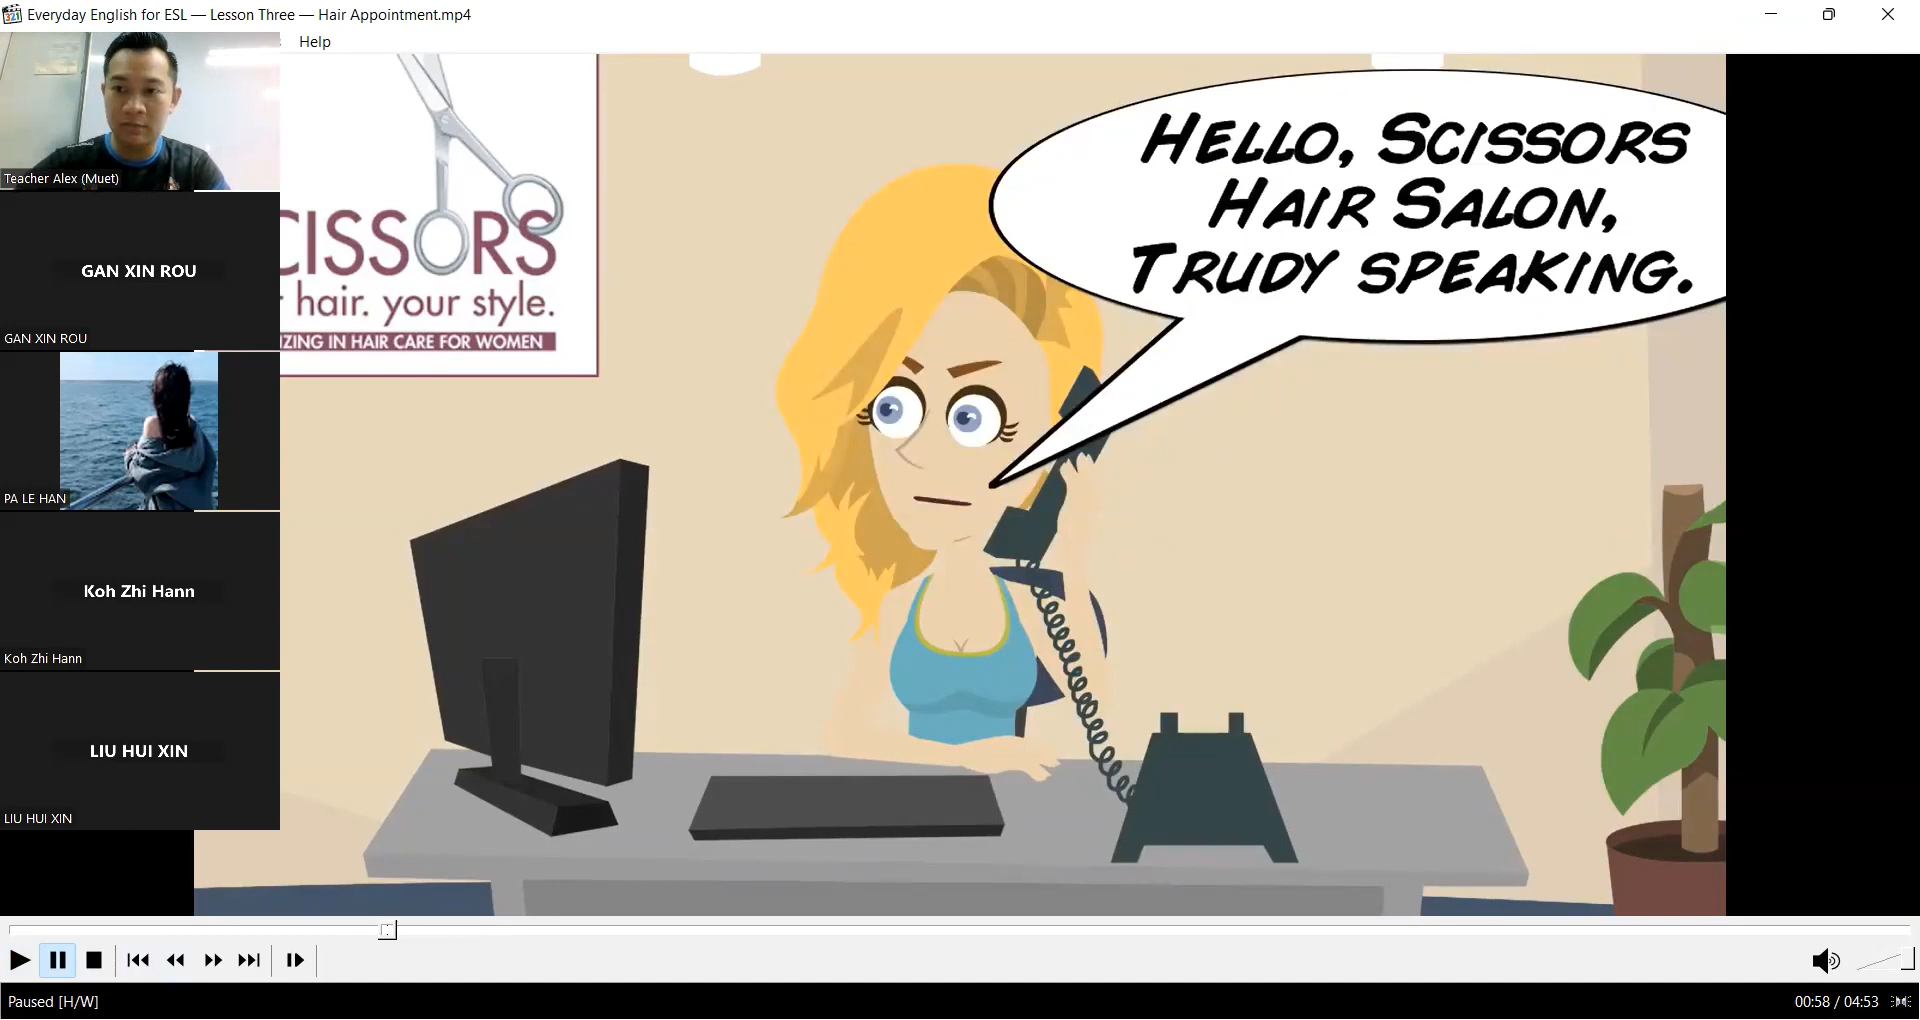 Everyday English for ESL — Lesson Three — Hair Appointment.mp4
Help
Teacher Alex (Muet)
GAN XIN ROU
GAN XIN ROU
PA LE HAN
Koh Zhi Hann
Koh Zhi Hann
LIU HUI XIN
LIU HUI XIN
CISSORS
hair. your style.
IZING IN HAIR CARE FOR WOMEN
HELLO, SCISSORS
HAIR SALON,
TRUDY SPEAKING.
Paused [H/W]
00:58 / 04:53